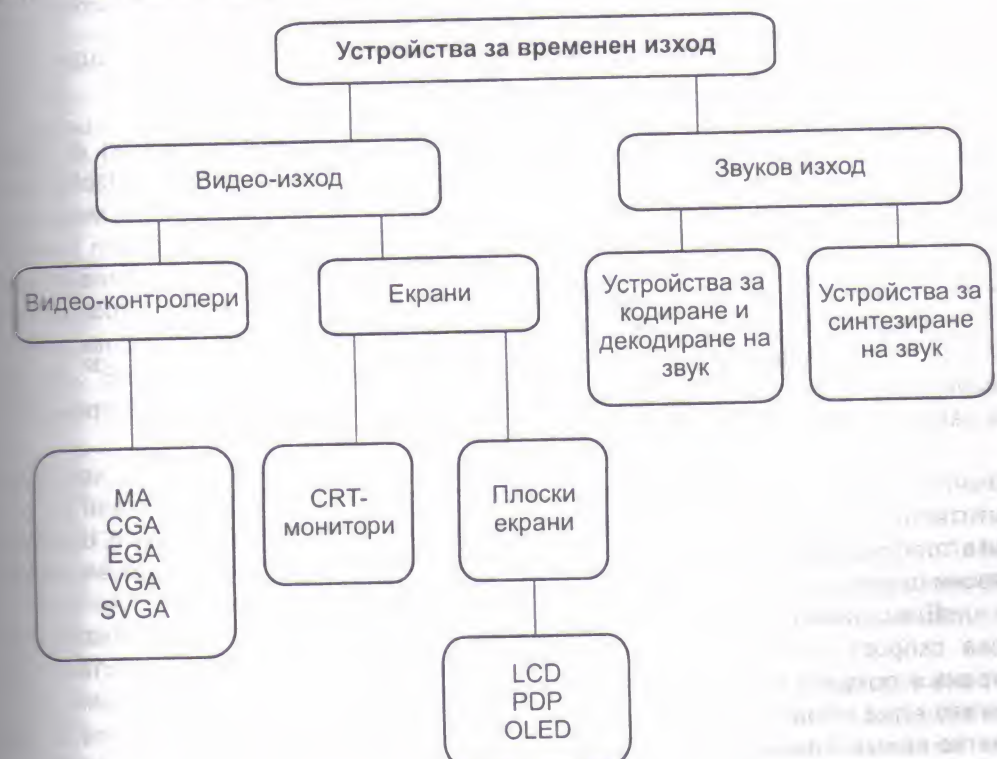 Устройства за временен изход
Видео-изход
Звуков изход
Видео-контролери
Екрани
Устройства за
кодиране и
декодиране на
звук
Устройства за
синтезиране
на звук
MA
CGA
EGA
VGA
SVGA
CRT-
монитори
Плоски
екрани
LCD
PDP
OLED